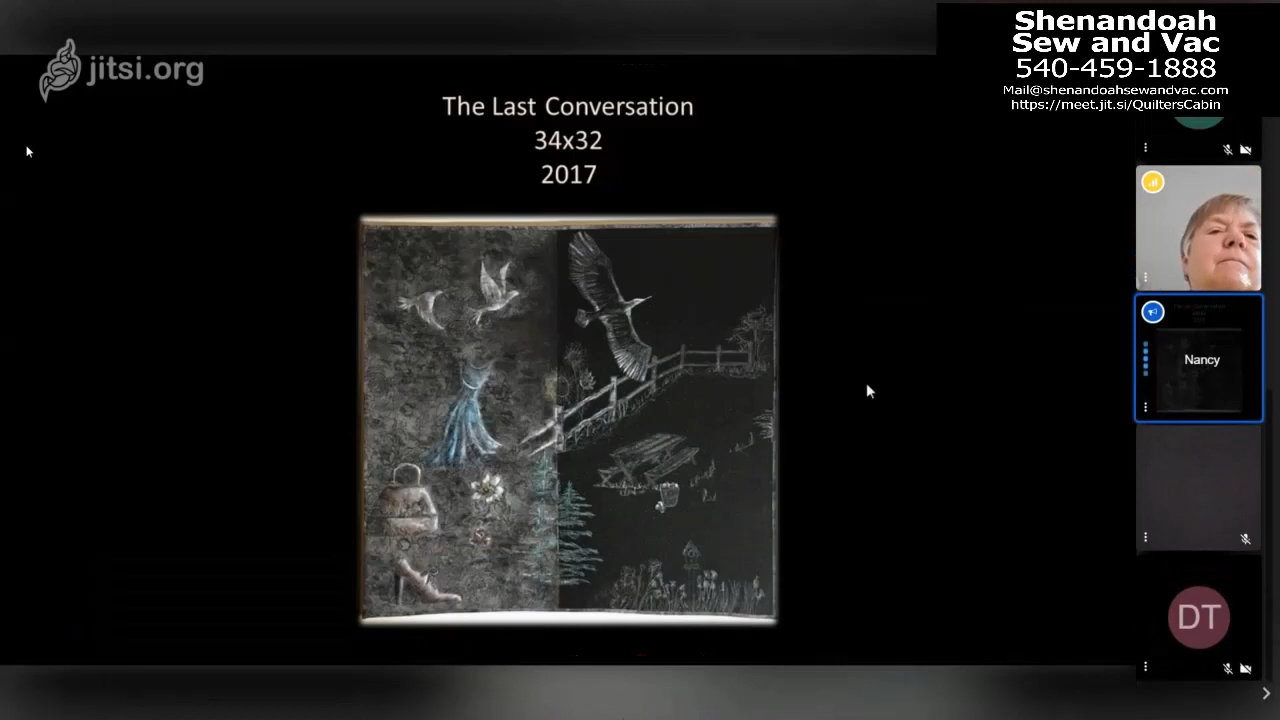 jitsi.org
Shenandoah
Sew and Vac
540-459-1888
Mail@shenandoahsewandvac.com
https://meet.jit.si/QuiltersCabin
The Last Conversation
34x32
2017
Nancy
DT